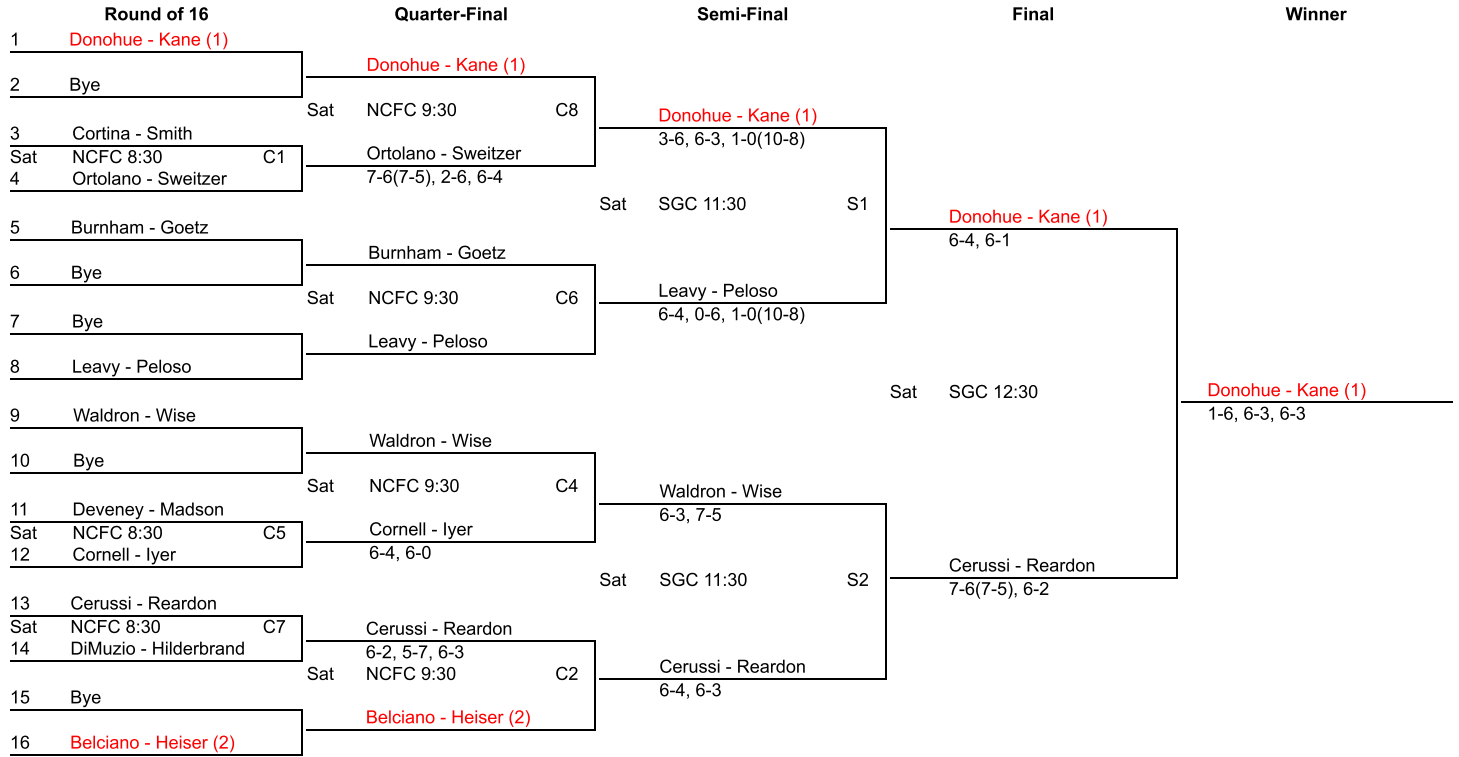 Round of 16 Quarter-Final Semi-Final Final Winner
1 Donohue - Kane (1)
Donohue - Kane (1)
2 Bye
Sat NCFC 9:30 C8
Donohue - Kane (1)
3 Cortina - Smith
3-6, 6-3, 1-0(10-8)
Sat NCFC 8:30 C1
Ortolano - Sweitzer
4 Ortolano - Sweitzer
7-6(7-5), 2-6, 6-4
Sat SGC 11:30 S1
Donohue - Kane (1)
5 Burnham - Goetz
6-4, 6-1
Burnham - Goetz
6 Bye
Leavy - Peloso
Sat NCFC 9:30 C6
6-4, 0-6, 1-0(10-8)
7 Bye
Leavy - Peloso
8 Leavy - Peloso
Sat SGC 12:30
Donohue - Kane (1)
1-6, 6-3, 6-3
9 Waldron - Wise
Waldron - Wise
10 Bye
Sat NCFC 9:30 C4
Waldron - Wise
11 Deveney - Madson
6-3, 7-5
Sat NCFC 8:30 C5
Cornell - Iyer
12 Cornell - Iyer
6-4, 6-0
Cerussi - Reardon
Sat SGC 11:30 S2
7-6(7-5), 6-2
13 Cerussi - Reardon
Sat NCFC 8:30 C7
Cerussi - Reardon
14 DiMuzio - Hilderbrand
6-2, 5-7, 6-3
Cerussi - Reardon
Sat NCFC 9:30 C2
6-4, 6-3
15 Bye
Belciano - Heiser (2)
16 Belciano - Heiser (2)